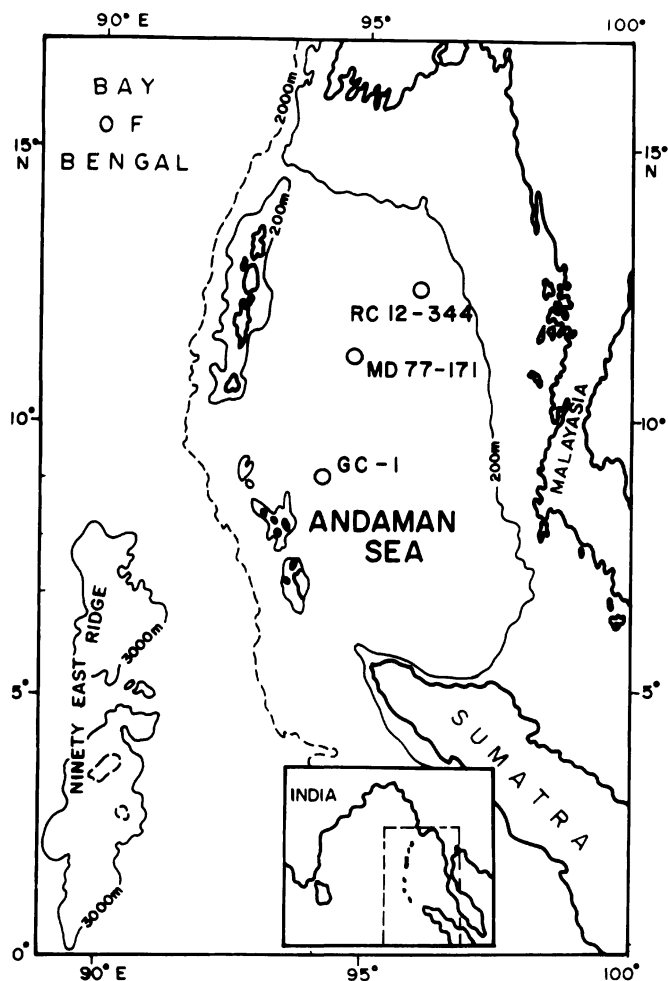 90° E
95°
100°
BAY
OF
BENGAL
2000m
15°
N
15°
N
200m
RC 12-344
MD 77-171
10°
10°
200m
MALAYASIA
GC-1
ANDAMAN
SEA
NINETY EAST RIDGE
3000m
5°
5°
SUMATRA
INDIA
3000m
0°
0°
90° E
95°
100°